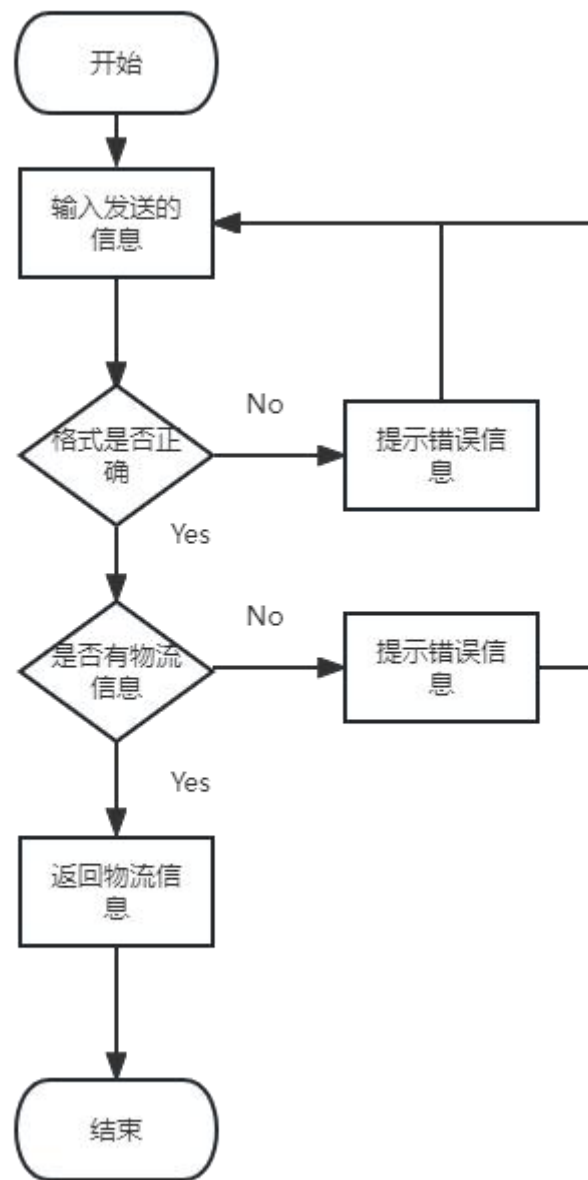 开始
输入发送的
信息
格式是否正
确
No
提示错误信
息
Yes
是否有物流
信息
No
提示错误信
息
Yes
返回物流信
息
结束